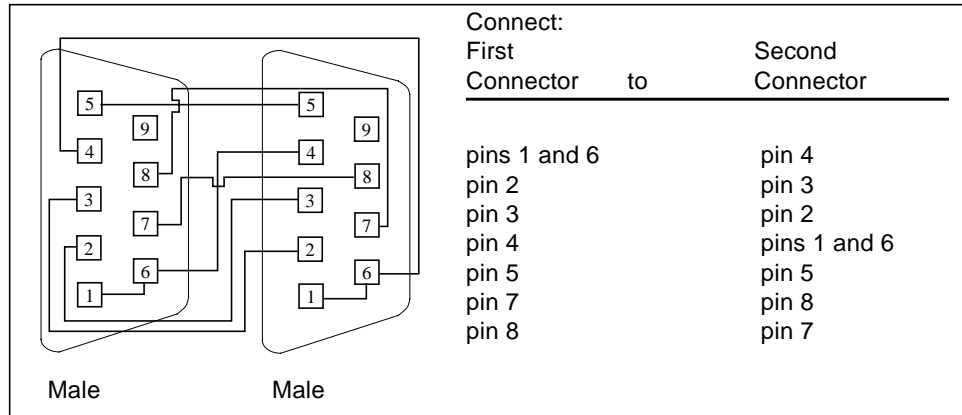 5
9
4
8
3
7
2
6
1
5
9
4
8
3
7
2
6
1
Male Male
Connect:
First Second
Connector to Connector
pins 1 and 6 pin 4
pin 2 pin 3
pin 3 pin 2
pin 4 pins 1 and 6
pin 5 pin 5
pin 7 pin 8
pin 8 pin 7